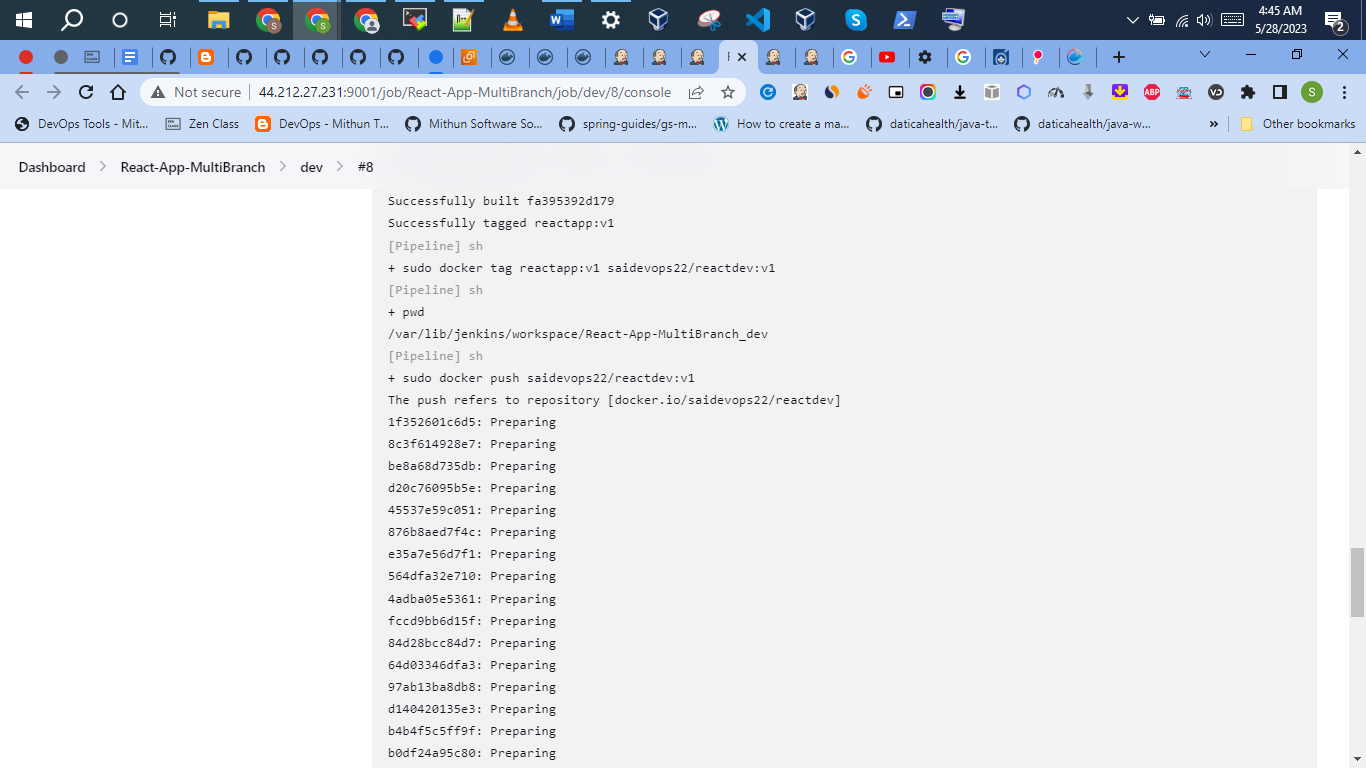 4:45 AM
5/28/2023
2
Not secure
44.212.27.231:9001/job/React-App-MultiBranch/job/dev/8/console
ABP
S
DevOps Tools - Mit...
Zen Class
DevOps - Mithun T...
Mithun Software So...
spring-guides/gs-m...
How to create a ma...
daticahealth/java-t...
daticahealth/java-w...
»
Other bookmarks
Dashboard
React-App-MultiBranch
dev
#8
Successfully built fa395392d179
Successfully tagged reactapp:v1
[Pipeline] sh
+ sudo docker tag reactapp:v1 saidevops22/reactdev:v1
[Pipeline] sh
+ pwd
/var/lib/jenkins/workspace/React-App-MultiBranch_dev
[Pipeline] sh
+ sudo docker push saidevops22/reactdev:v1
The push refers to repository [docker.io/saidevops22/reactdev]
1f352601c6d5: Preparing
8c3f614928e7: Preparing
be8a68d735db: Preparing
d20c76095b5e: Preparing
45537e59c051: Preparing
876b8aed7f4c: Preparing
e35a7e56d7f1: Preparing
564dfa32e710: Preparing
4adba05e5361: Preparing
fccd9bb6d15f: Preparing
84d28bcc84d7: Preparing
64d03346dfa3: Preparing
97ab13ba8db8: Preparing
d140420135e3: Preparing
b4b4f5c5ff9f: Preparing
b0df24a95c80: Preparing